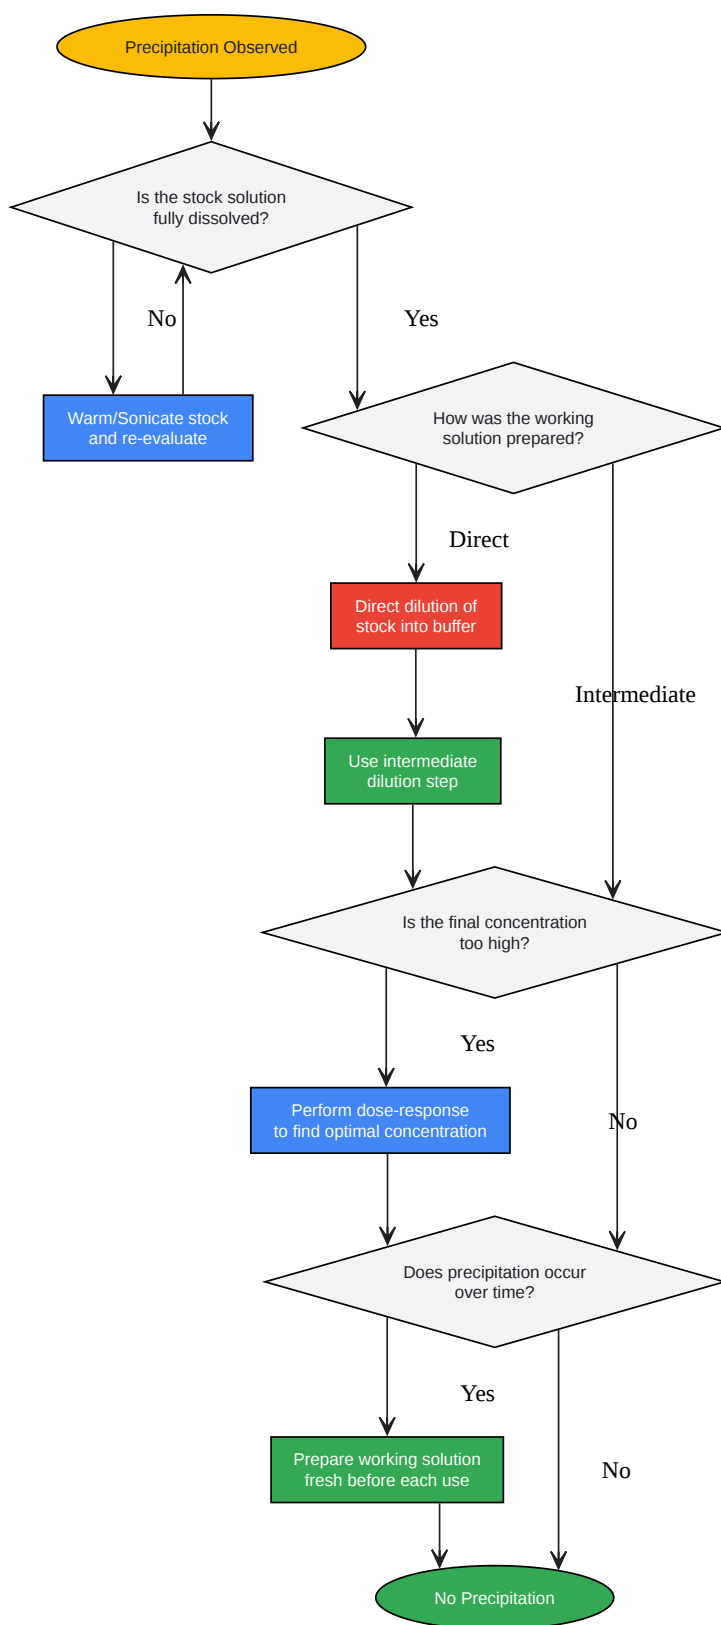 Precipitation Observed
Is the stock solution
fully dissolved?
No
Yes
Warm/Sonicate stock
and re-evaluate
How was the working
solution prepared?
Direct
Direct dilution of
stock into buffer
Intermediate
Use intermediate
dilution step
Is the final concentration
too high?
Yes
Perform dose-response
to find optimal concentration
No
Does precipitation occur
over time?
Yes
Prepare working solution
fresh before each use
No
No Precipitation